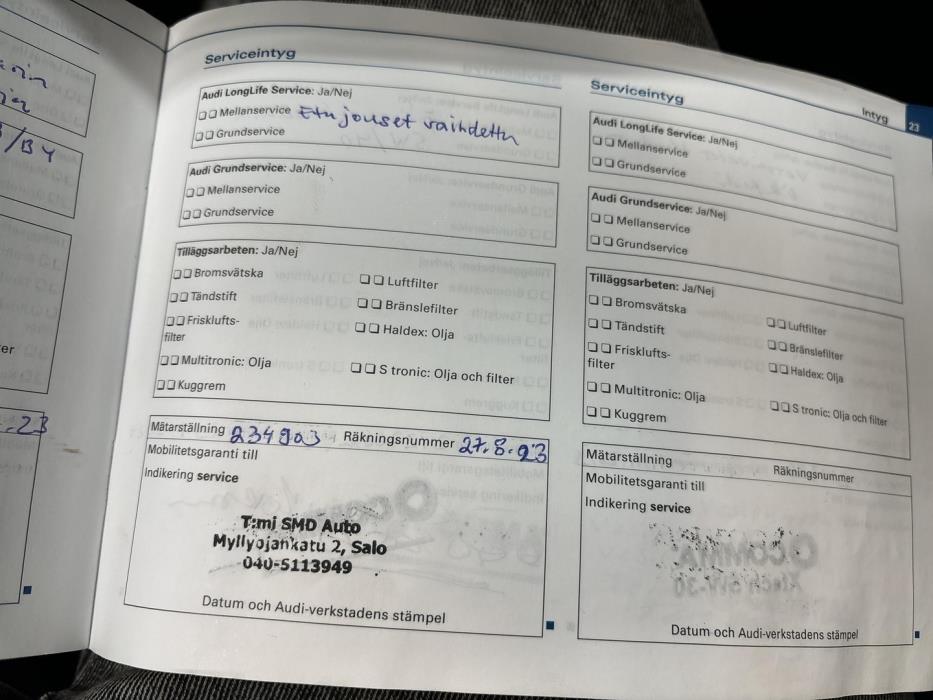 er
.23
/BY
Serviceintyg
Audi LongLife Service: Ja/Nej
Mellanservice Etujouset vaihdettu
Grundservice
Audi Grundservice: Ja/Nej
Mellanservice
Grundservice
Tilläggsarbeten: Ja/Nej
Bromsvätska Luftfilter
Tändstift Bränslefilter
Frisklufts- Haldex: Olja
filter
Multitronic: Olja S tronic: Olja och filter
Kuggrem
Mätarställning 234903 Räkningsnummer 27.8.23
Mobilitetsgaranti till
Indikering service
T:mi SMD Auto
Myllyojankatu 2, Salo
040-5113949
Datum och Audi-verkstadens stämpel
Intyg 23
Serviceintyg
Audi LongLife Service: Ja/Nej
Mellanservice
Grundservice
Audi Grundservice: Ja/Nej
Mellanservice
Grundservice
Tilläggsarbeten: Ja/Nej
Bromsvätska Luftfilter
Tändstift Bränslefilter
Frisklufts- Haldex: Olja
filter
Multitronic: Olja S tronic: Olja och filter
Kuggrem
Mätarställning Räkningsnummer
Mobilitetsgaranti till
Indikering service
Datum och Audi-verkstadens stämpel